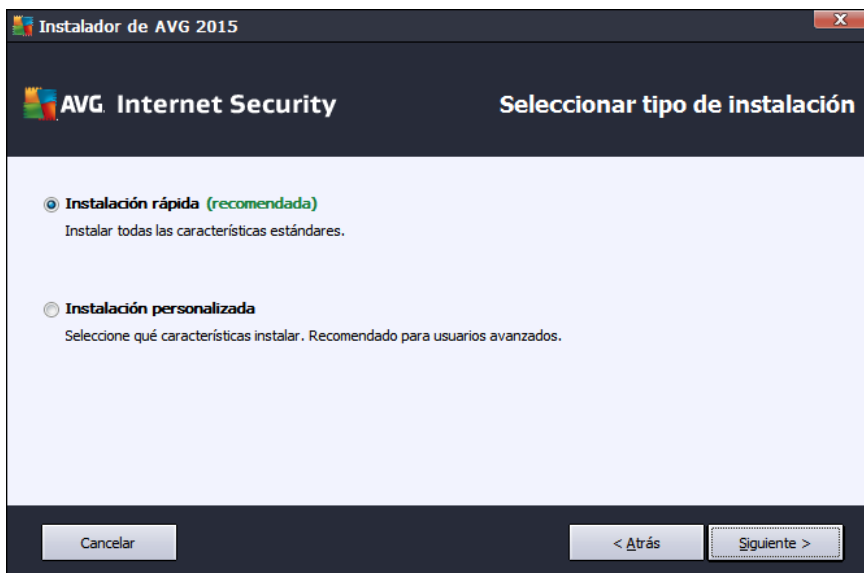 Instalador de AVG 2015
X
AVG. Internet Security
Seleccionar tipo de instalación
Instalación rápida (recomendada)
Instalar todas las características estándares.
Instalación personalizada
Seleccione qué características instalar. Recomendado para usuarios avanzados.
Cancelar
< Atrás
Siguiente >